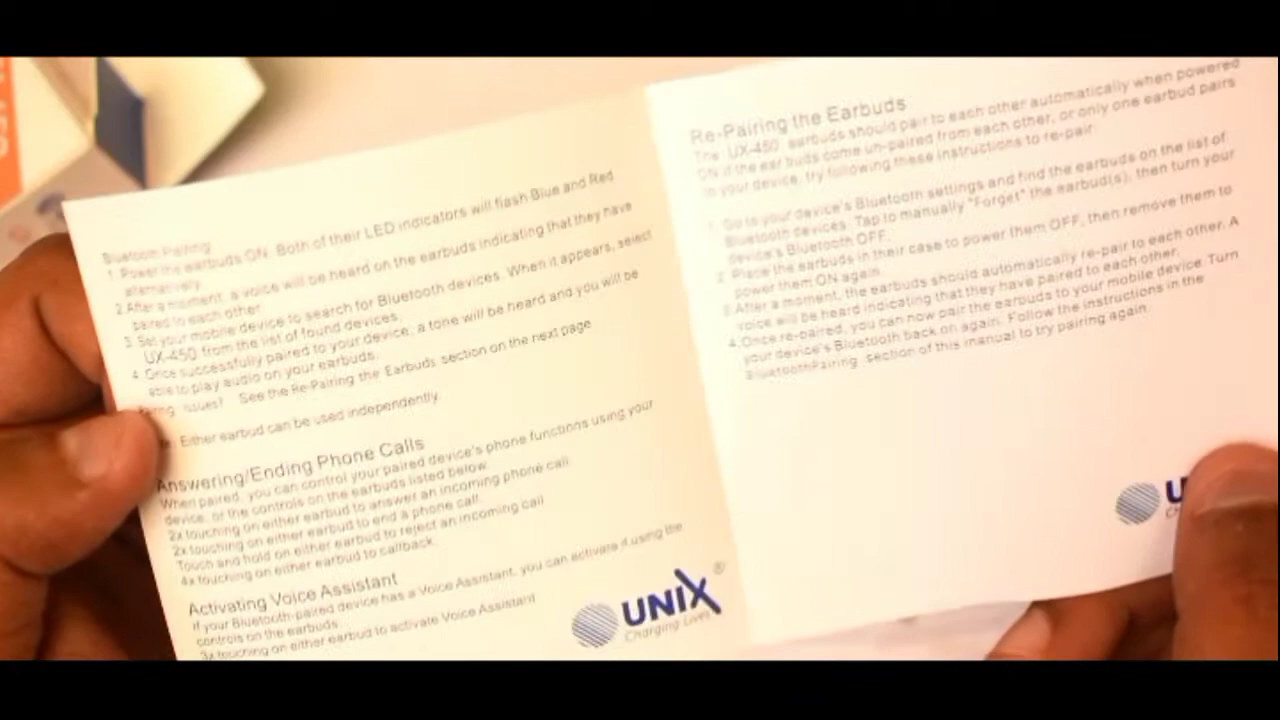 Bluetooth Pairing
1. Power the earbuds ON. Both of their LED indicators will flash Blue and Red
alternatively.
2.After a moment, a voice will be heard on the earbuds indicating that they have
paired to each other.
3. Set your mobile device to search for Bluetooth devices. When it appears, select
UX-450 from the list of found devices.
4. Once successfully paired to your device, a tone will be heard and you will be
able to play audio on your earbuds.
issues? See the Re-Pairing the Earbuds section on the next page
Either earbud can be used independently.
Answering/Ending Phone Calls
When paired, you can control your paired device's phone functions using your
device, or the controls on the earbuds listed below.
2x touching on either earbud to answer an incoming phone call.
2x touching on either earbud to end a phone call.
Touch and hold on either earbud to reject an incoming call
4x touching on either earbud to callback.
Activating Voice Assistant
If your Bluetooth-paired device has a Voice Assistant, you can activate it using the
controls on the earbuds.
3x touching on either earbud to activate Voice Assistant
UNIX®
Charging Lives
Re-Pairing the Earbuds
The UX-450 earbuds should pair to each other automatically when powered
ON.If the ear buds come un-paired from each other, or only one earbud pairs
to your device, try following these instructions to re-pair:
1. Go to your device's Bluetooth settings and find the earbuds on the list of
Bluetooth devices. Tap to manually "Forget" the earbud(s), then turn your
device's Bluetooth OFF.
2. Place the earbuds in their case to power them OFF, then remove them to
power them ON again.
3.After a moment, the earbuds should automatically re-pair to each other. A
voice will be heard indicating that they have paired to each other.
4.Once re-paired, you can now pair the earbuds to your mobile device. Turn
your device's Bluetooth back on again. Follow the instructions in the
BluetoothPairing section of this manual to try pairing again.